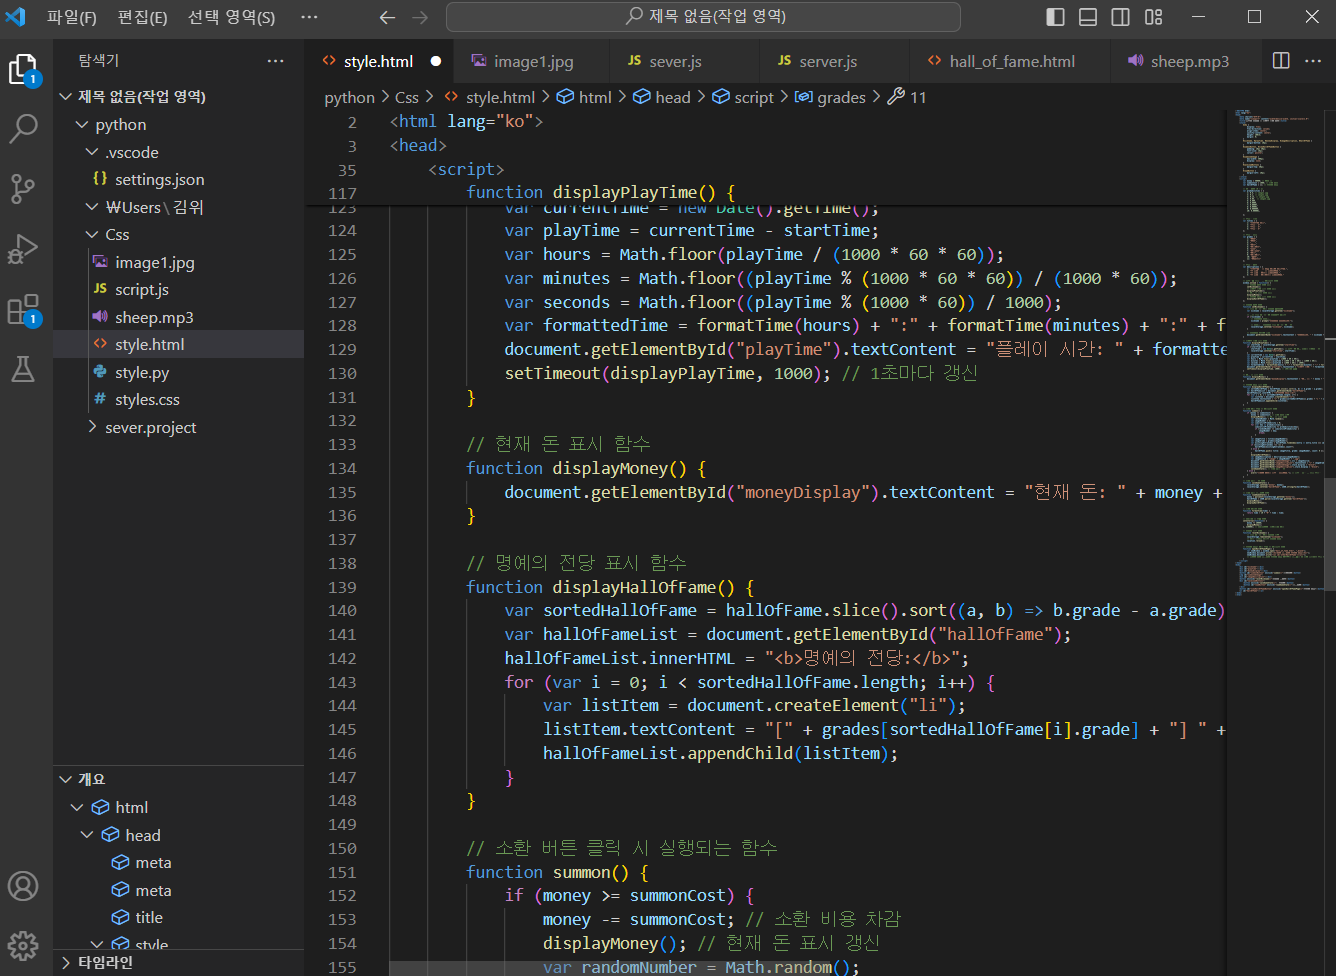 파일(F) 편집(E) 선택 영역(S) ··· 제목 없음(작업 영역)
탐색기 ···
style.html image1.jpg JS sever.js JS server.js hall_of_fame.html sheep.mp3 ···
python > Css > style.html > html > head > script > grades > 11
1
제목 없음(작업 영역)
python
.vscode
{} settings.json
₩Users\김위
Css
image1.jpg
JS script.js
sheep.mp3
1
style.html
style.py
# styles.css
sever.project
개요
html
head
meta
meta
title
style
타임라인
2 <html lang="ko">
3 <head>
35 <script>
117 function displayPlayTime() {
123 var currentTime = new Date().getTime();
124 var playTime = currentTime - startTime;
125 var hours = Math.floor(playTime / (1000 * 60 * 60));
126 var minutes = Math.floor((playTime % (1000 * 60 * 60)) / (1000 * 60));
127 var seconds = Math.floor((playTime % (1000 * 60)) / 1000);
128 var formattedTime = formatTime(hours) + ":" + formatTime(minutes) + ":" + f
129 document.getElementById("playTime").textContent = "플레이 시간: " + formatte
130 setTimeout(displayPlayTime, 1000); // 1초마다 갱신
131 }
132
133 // 현재 돈 표시 함수
134 function displayMoney() {
135 document.getElementById("moneyDisplay").textContent = "현재 돈: " + money +
136 }
137
138 // 명예의 전당 표시 함수
139 function displayHallOfFame() {
140 var sortedHallOfFame = hallOfFame.slice().sort((a, b) => b.grade - a.grade)
141 var hallOfFameList = document.getElementById("hallOfFame");
142 hallOfFameList.innerHTML = "<b>명예의 전당:</b>";
143 for (var i = 0; i < sortedHallOfFame.length; i++) {
144 var listItem = document.createElement("li");
145 listItem.textContent = "[" + grades[sortedHallOfFame[i].grade] + "] " +
146 hallOfFameList.appendChild(listItem);
147 }
148 }
149
150 // 소환 버튼 클릭 시 실행되는 함수
151 function summon() {
152 if (money >= summonCost) {
153 money -= summonCost; // 소환 비용 차감
154 displayMoney(); // 현재 돈 표시 갱신
155 var randomNumber = Math.random();